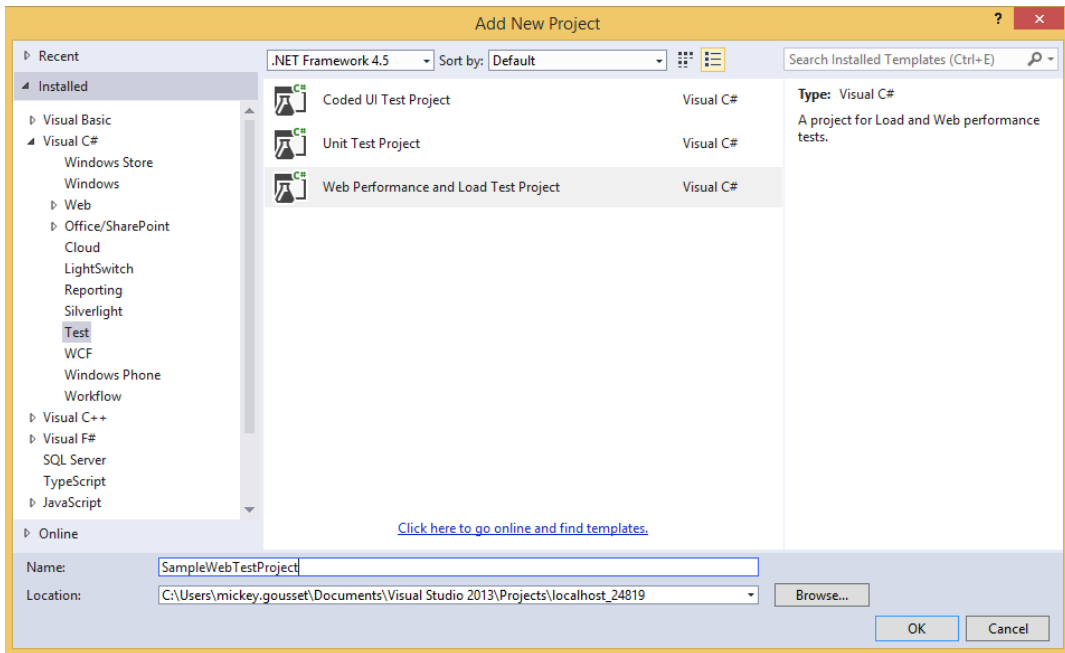 Add New Project
? ×
Recent
.NET Framework 4.5 Sort by: Default
Search Installed Templates (Ctrl+E)
Installed
Visual Basic
Visual C#
Windows Store
Windows
Web
Office/SharePoint
Cloud
LightSwitch
Reporting
Silverlight
Test
WCF
Windows Phone
Workflow
Visual C++
Visual F#
SQL Server
TypeScript
JavaScript
Online
C# Coded UI Test Project Visual C#
C# Unit Test Project Visual C#
C# Web Performance and Load Test Project Visual C#
Click here to go online and find templates.
Type: Visual C#
A project for Load and Web performance
tests.
Name: SampleWebTestProject
Location: C:\Users\mickey.gousset\Documents\Visual Studio 2013\Projects\localhost_24819 Browse...
OK Cancel